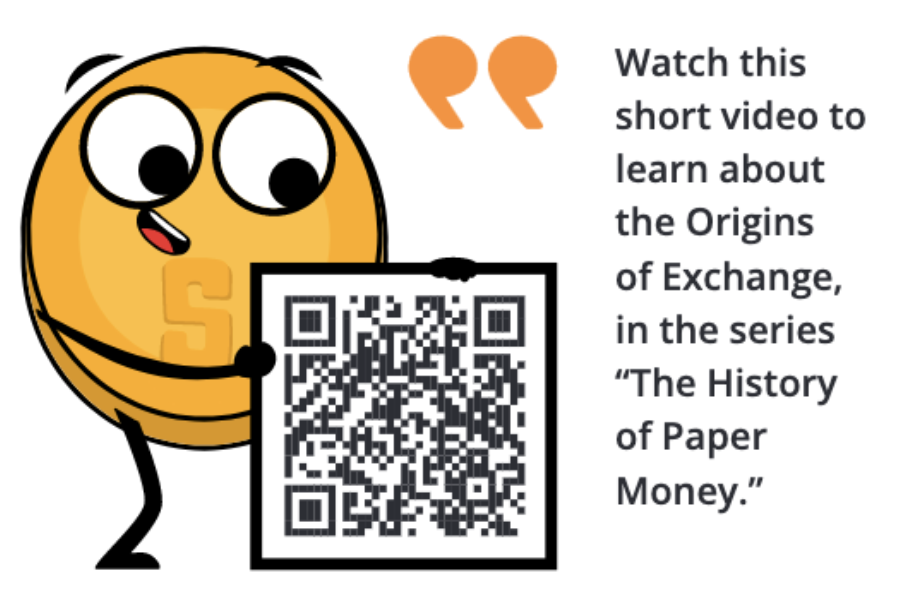 Watch this
short video to
learn about
the Origins
of Exchange,
in the series
“The History
of Paper
Money.”
S